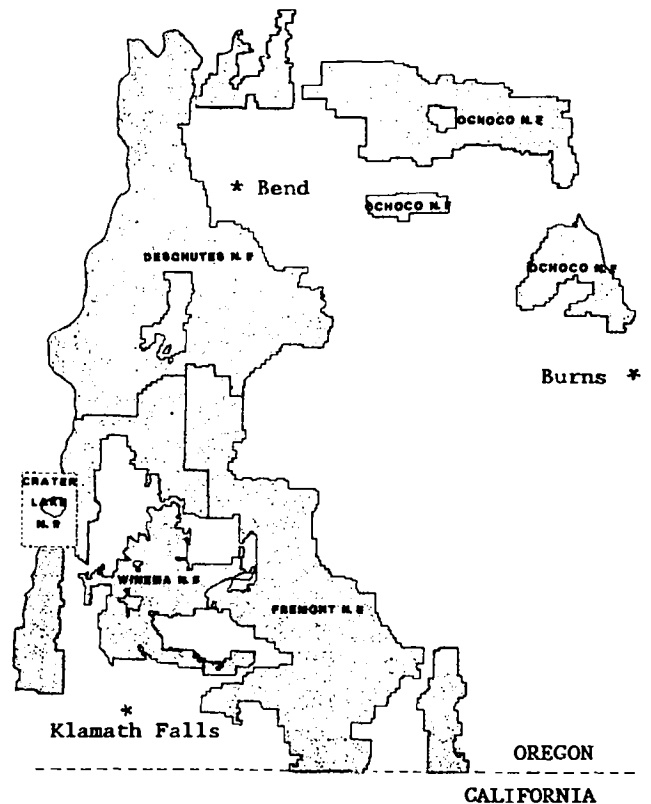 OCHOCO N. F
* Bend
OCHOCO N. F
DESCHUTES N. F
OCHOCO N. F
Burns *
CRATER
LAKE
N. P
WINEMA N. F
FREMONT N. F
*
Klamath Falls
OREGON
CALIFORNIA